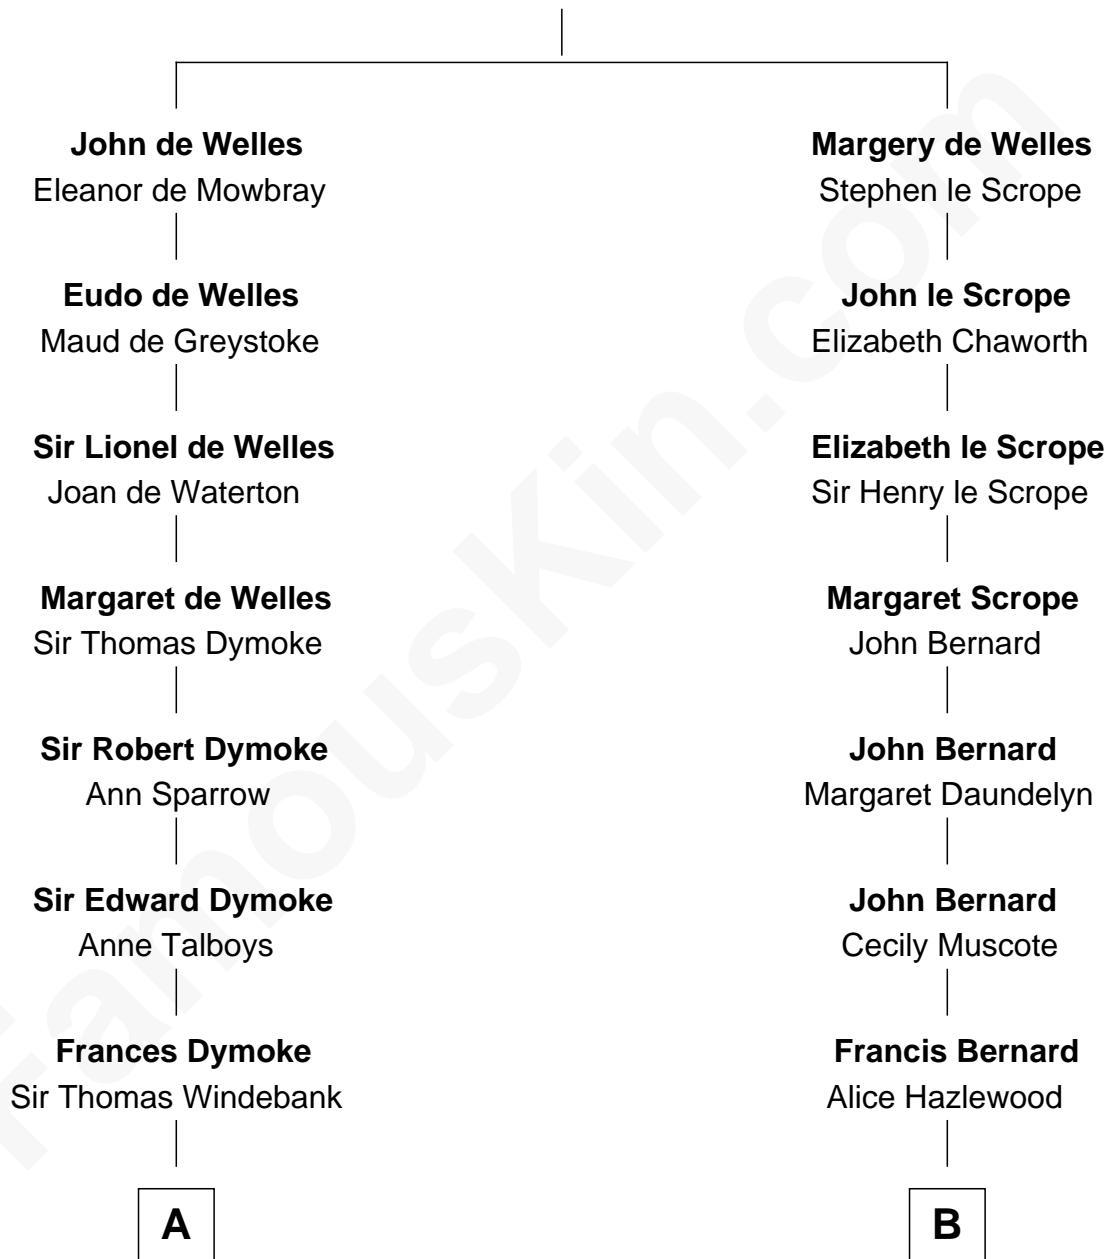 John de Welles
Eleanor de Mowbray
Eudo de Welles
Maud de Greystoke
Sir Lionel de Welles
Joan de Waterton
Margaret de Welles
Sir Thomas Dymoke
Sir Robert Dymoke
Ann Sparrow
Sir Edward Dymoke
Anne Talboys
Frances Dymoke
Sir Thomas Windebank
A
Margery de Welles
Stephen le Scrope
John le Scrope
Elizabeth Chaworth
Elizabeth le Scrope
Sir Henry le Scrope
Margaret Scrope
John Bernard
John Bernard
Margaret Daundelyn
John Bernard
Cecily Muscote
Francis Bernard
Alice Hazlewood
B
FamousKin.com